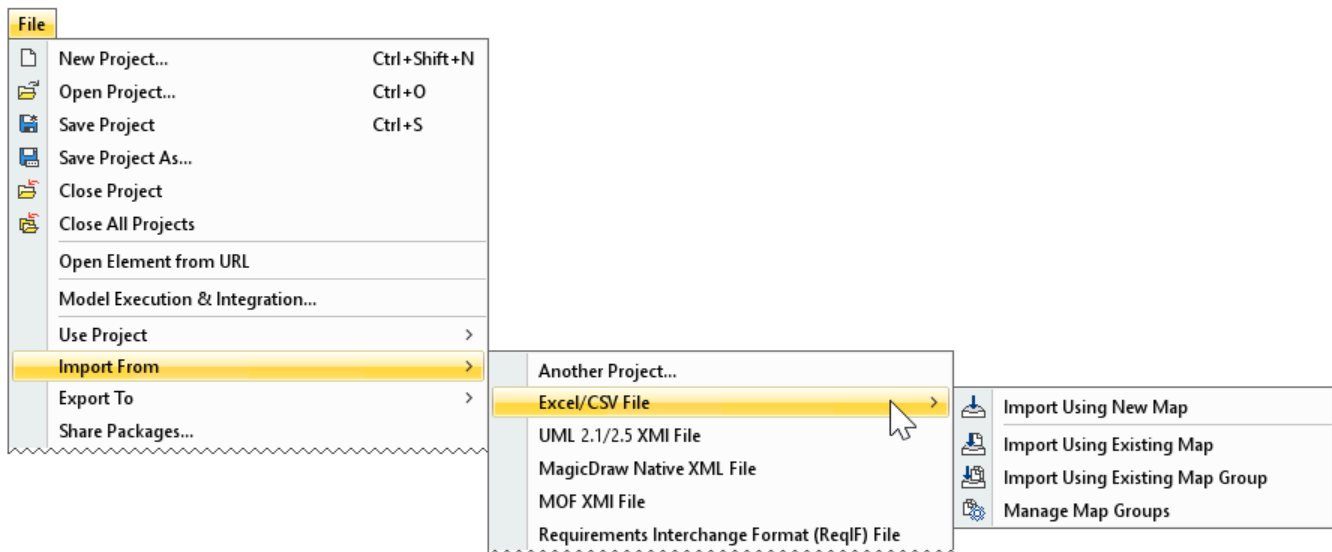 File
New Project... Ctrl+Shift+N
Open Project... Ctrl+O
Save Project Ctrl+S
Save Project As...
Close Project
Close All Projects
Open Element from URL
Model Execution & Integration...
Use Project
Import From
Export To
Share Packages...
Another Project...
Excel/CSV File
UML 2.1/2.5 XMI File
MagicDraw Native XML File
MOF XMI File
Requirements Interchange Format (ReqIF) File
Import Using New Map
Import Using Existing Map
Import Using Existing Map Group
Manage Map Groups